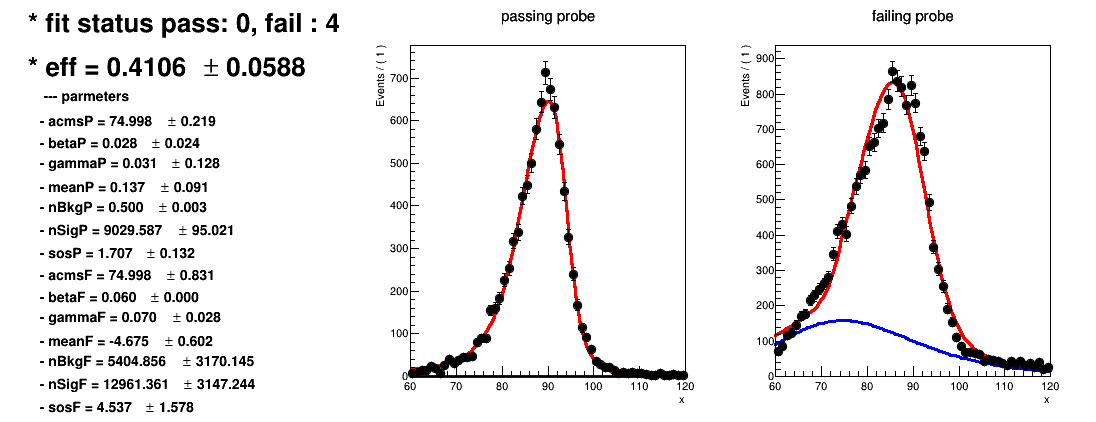 * fit status pass: 0, fail : 4
* eff = 0.4106 ± 0.0588
--- parmeters
- acmsP = 74.998 ± 0.219
- betaP = 0.028 ± 0.024
- gammaP = 0.031 ± 0.128
- meanP = 0.137 ± 0.091
- nBkgP = 0.500 ± 0.003
- nSigP = 9029.587 ± 95.021
- sosP = 1.707 ± 0.132
- acmsF = 74.998 ± 0.831
- betaF = 0.060 ± 0.000
- gammaF = 0.070 ± 0.028
- meanF = -4.675 ± 0.602
- nBkgF = 5404.856 ± 3170.145
- nSigF = 12961.361 ± 3147.244
- sosF = 4.537 ± 1.578
passing probe
Events / ( 1 )
700
600
500
400
300
200
100
0
60 70 80 90 100 110 120
x
failing probe
Events / ( 1 )
900
800
700
600
500
400
300
200
100
0
60 70 80 90 100 110 120
x